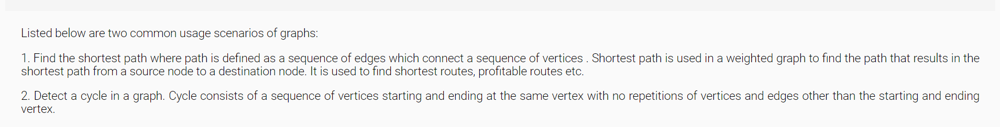 Listed below are two common usage scenarios of graphs:
1. Find the shortest path where path is defined as a sequence of edges which connect a sequence of vertices . Shortest path is used in a weighted graph to find the path that results in the
shortest path from a source node to a destination node. It is used to find shortest routes, profitable routes etc.
2. Detect a cycle in a graph. Cycle consists of a sequence of vertices starting and ending at the same vertex with no repetitions of vertices and edges other than the starting and ending
vertex.